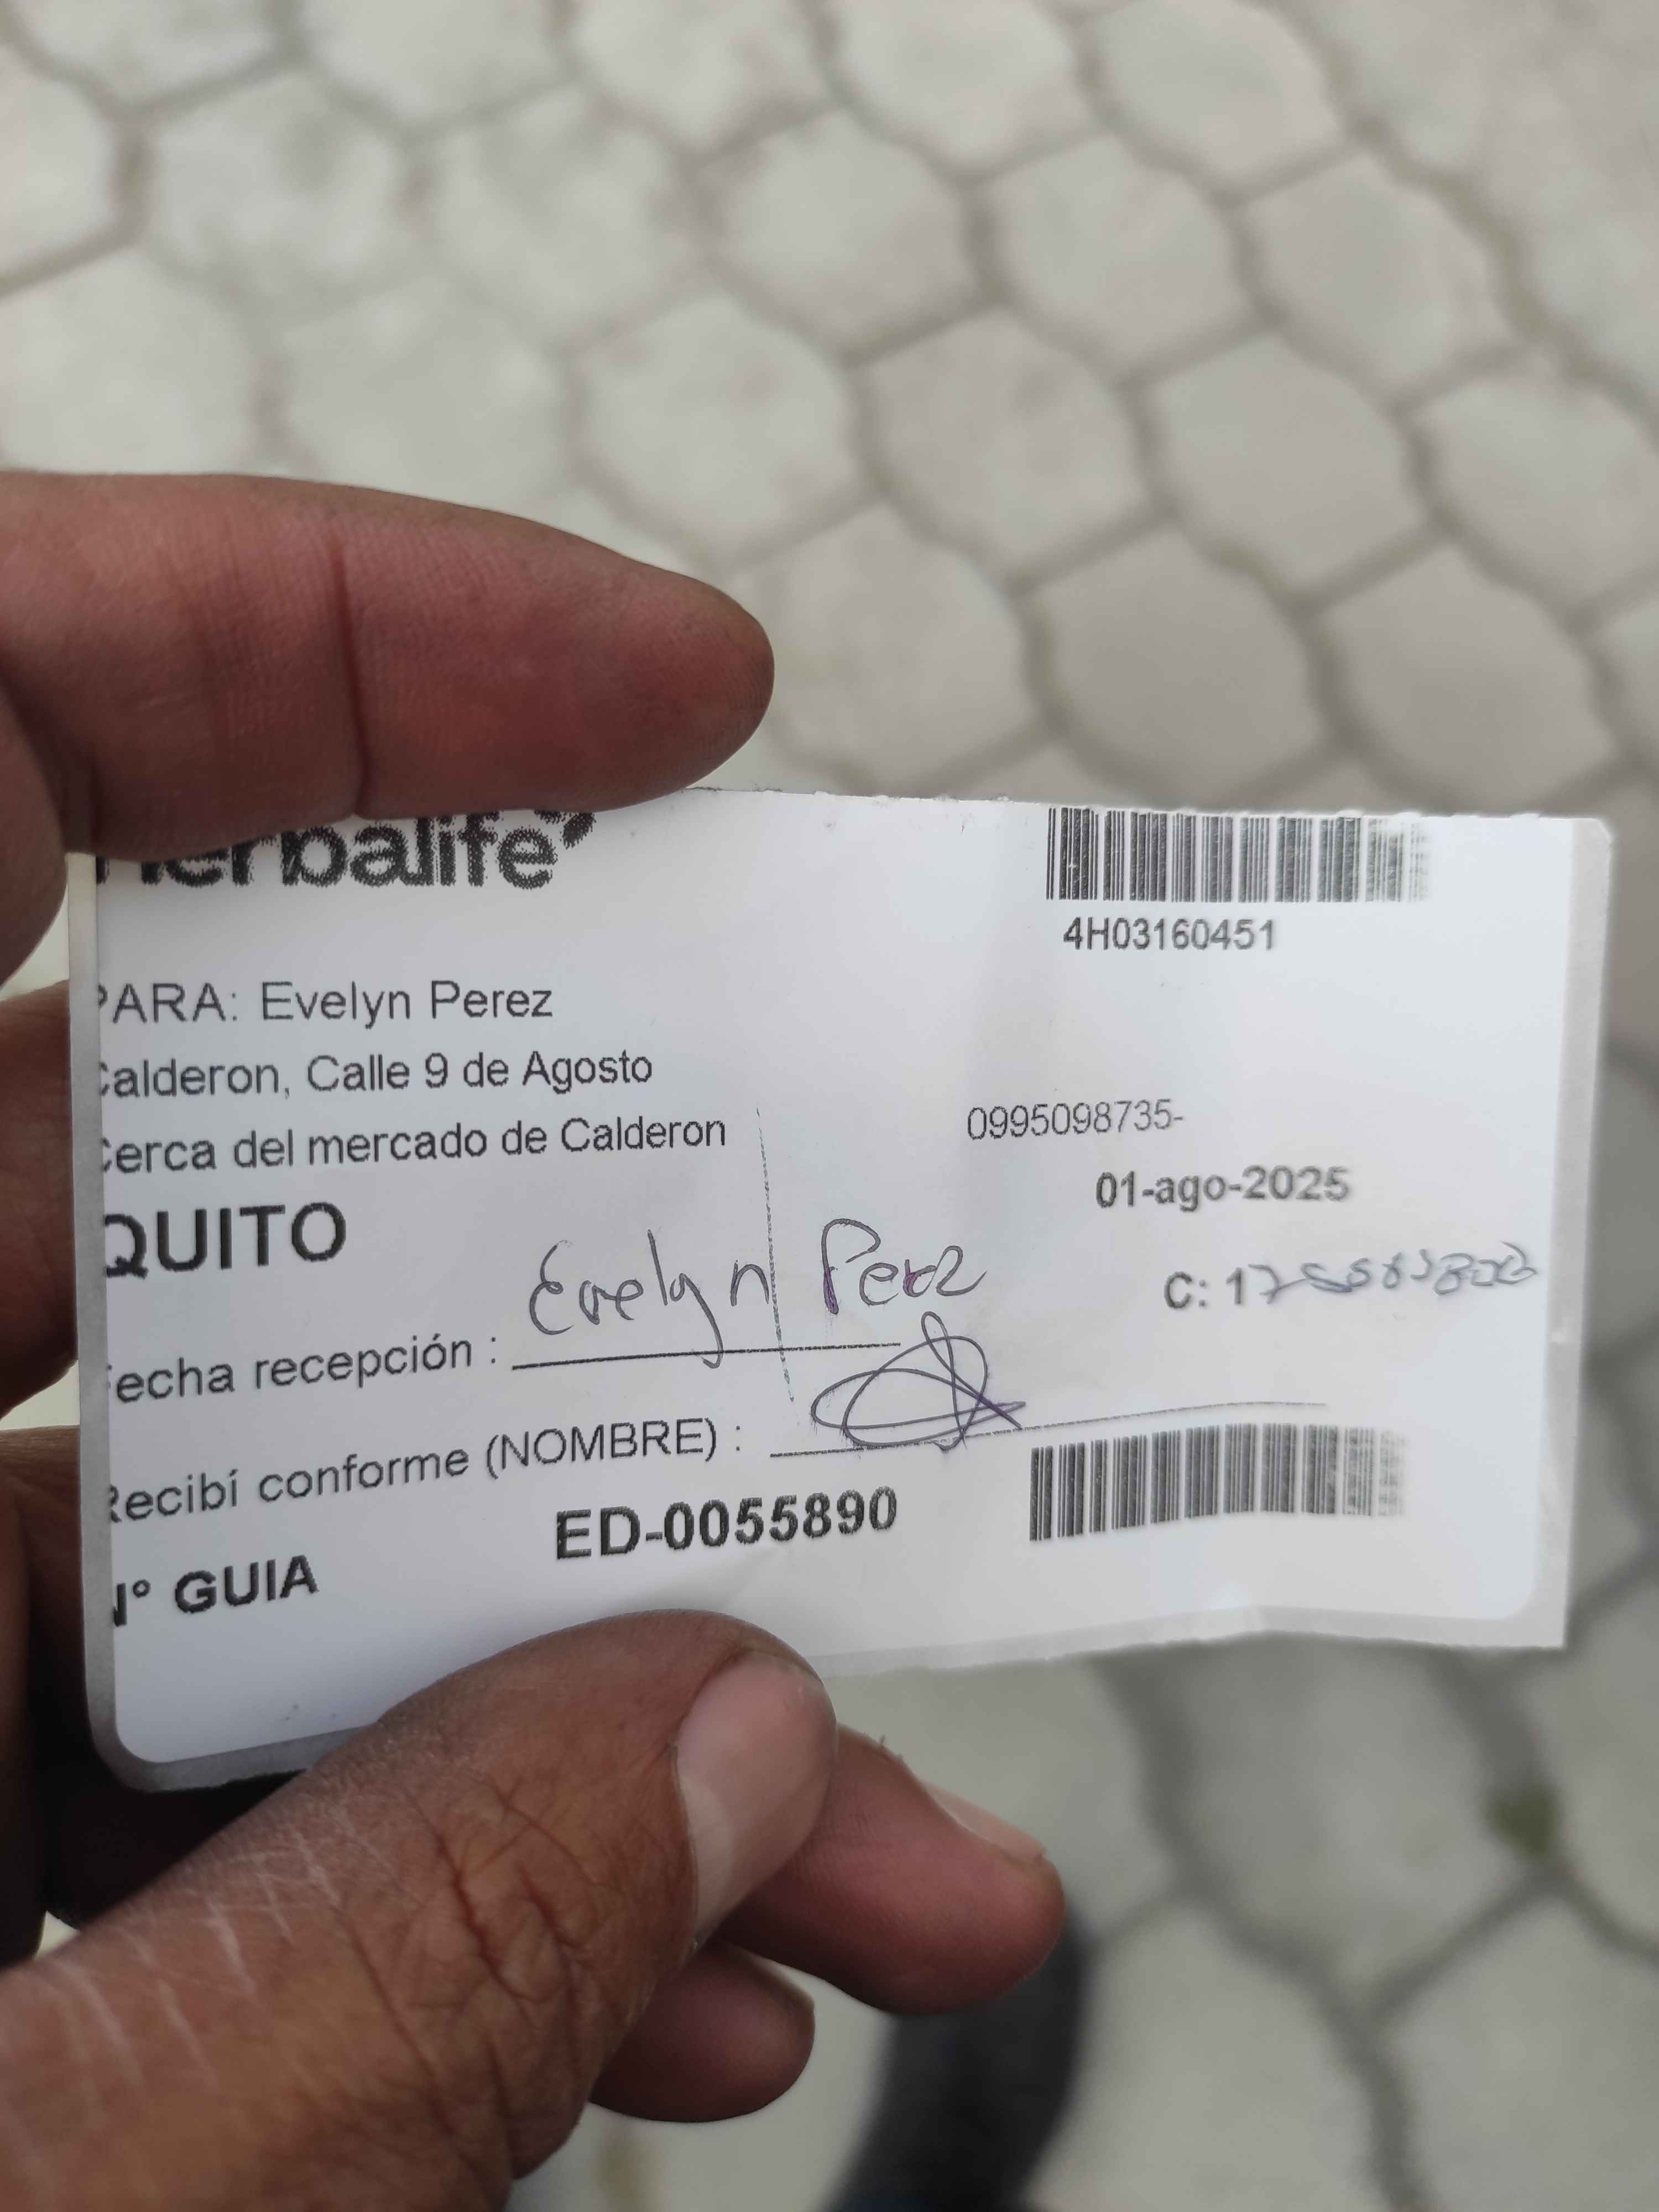 Herbalife
4H03160451
PARA: Evelyn Perez
Calderon, Calle 9 de Agosto
Cerca del mercado de Calderon
0995098735-
01-ago-2025
QUITO
C:
Fecha recepción : Evelyn Perez
Recibí conforme (NOMBRE) :
N° GUIA ED-0055890